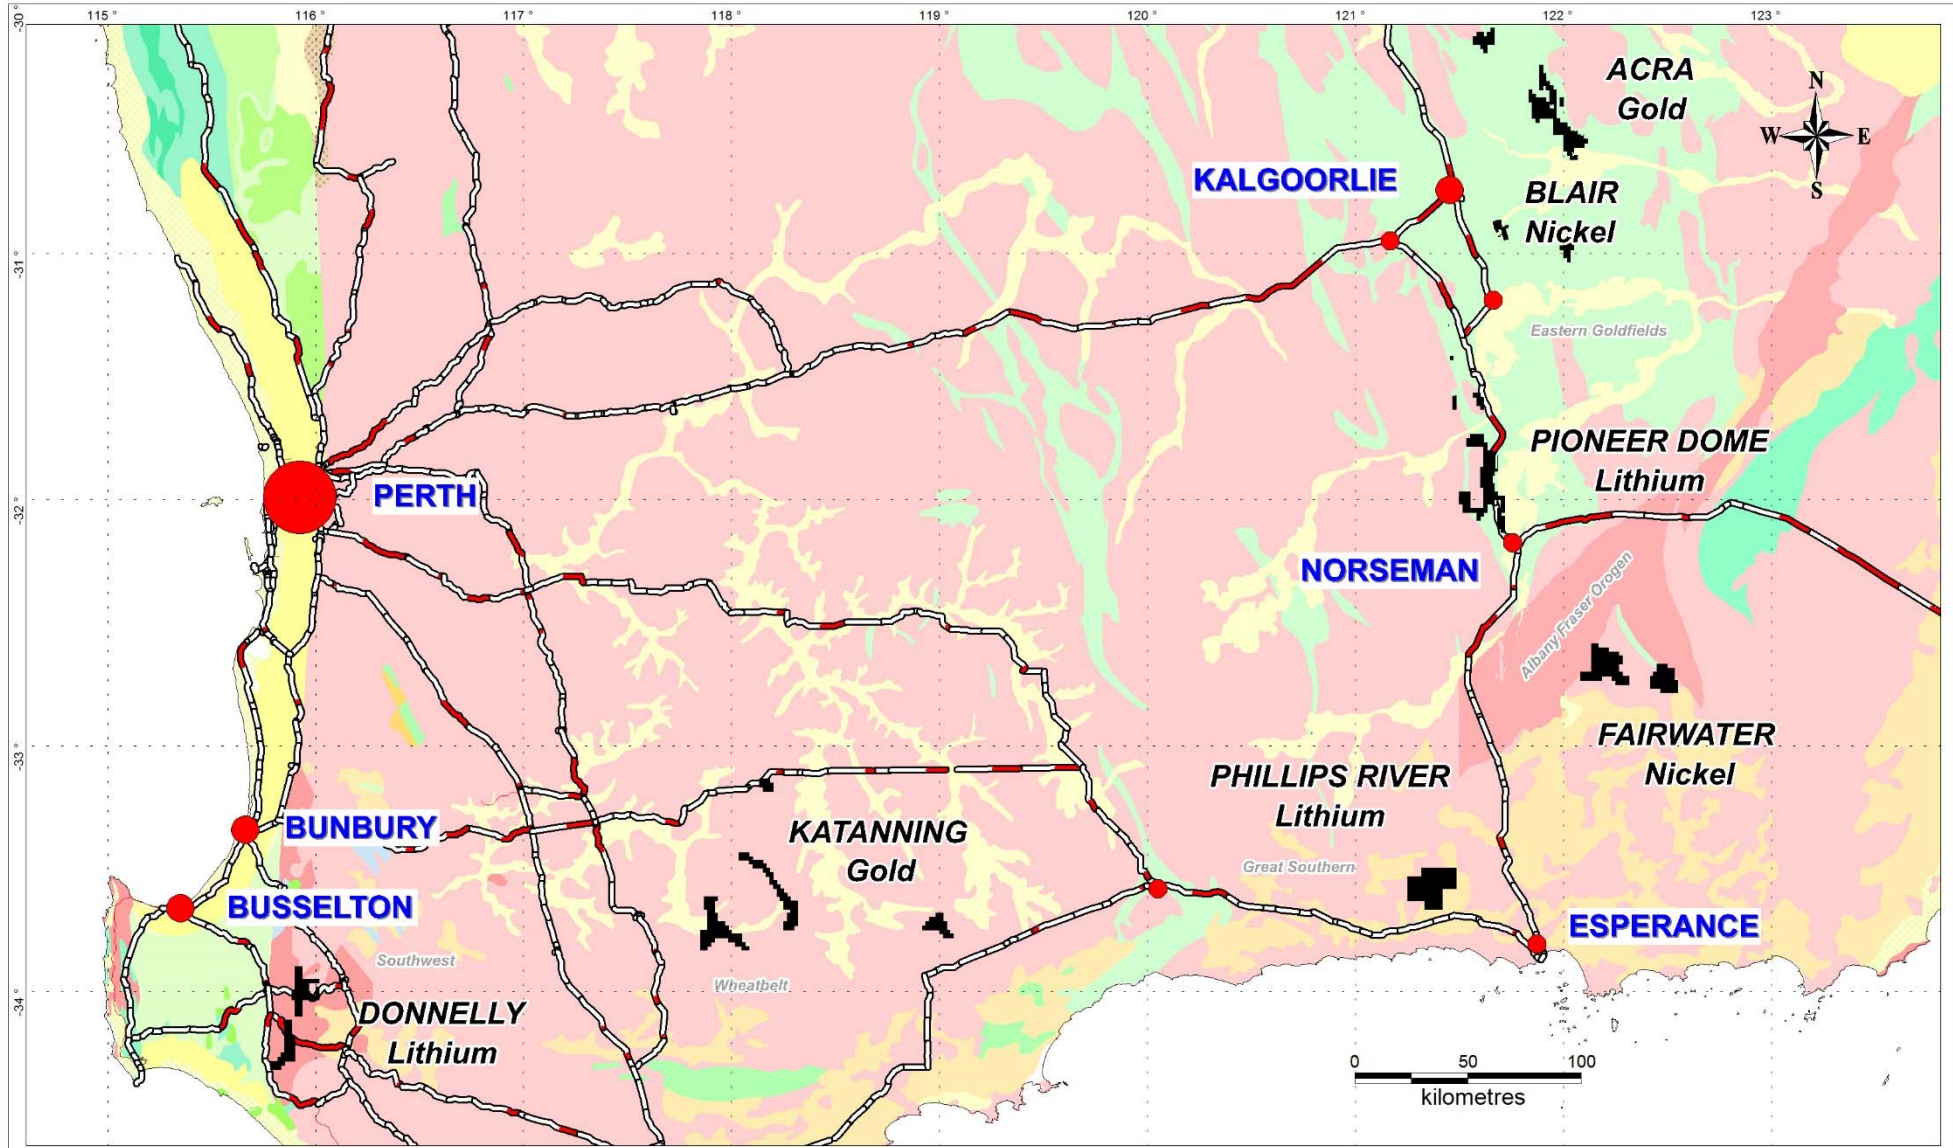 115 ° 116 ° 117 ° 118 ° 119 ° 120 ° 121 ° 122 ° 123 °
-30 °
ACRA
Gold
N
W E
S
KALGOORLIE
BLAIR
Nickel
-31 °
Eastern Goldfields
PIONEER DOME
Lithium
PERTH
-32 °
NORSEMAN
Albany Fraser Orogen
FAIRWATER
Nickel
-33 °
PHILLIPS RIVER
Lithium
BUNBURY
KATANNING
Gold
Great Southern
BUSSELTON
ESPERANCE
Southwest
Wheatbelt
-34 °
DONNELLY
Lithium
0 50 100
kilometres